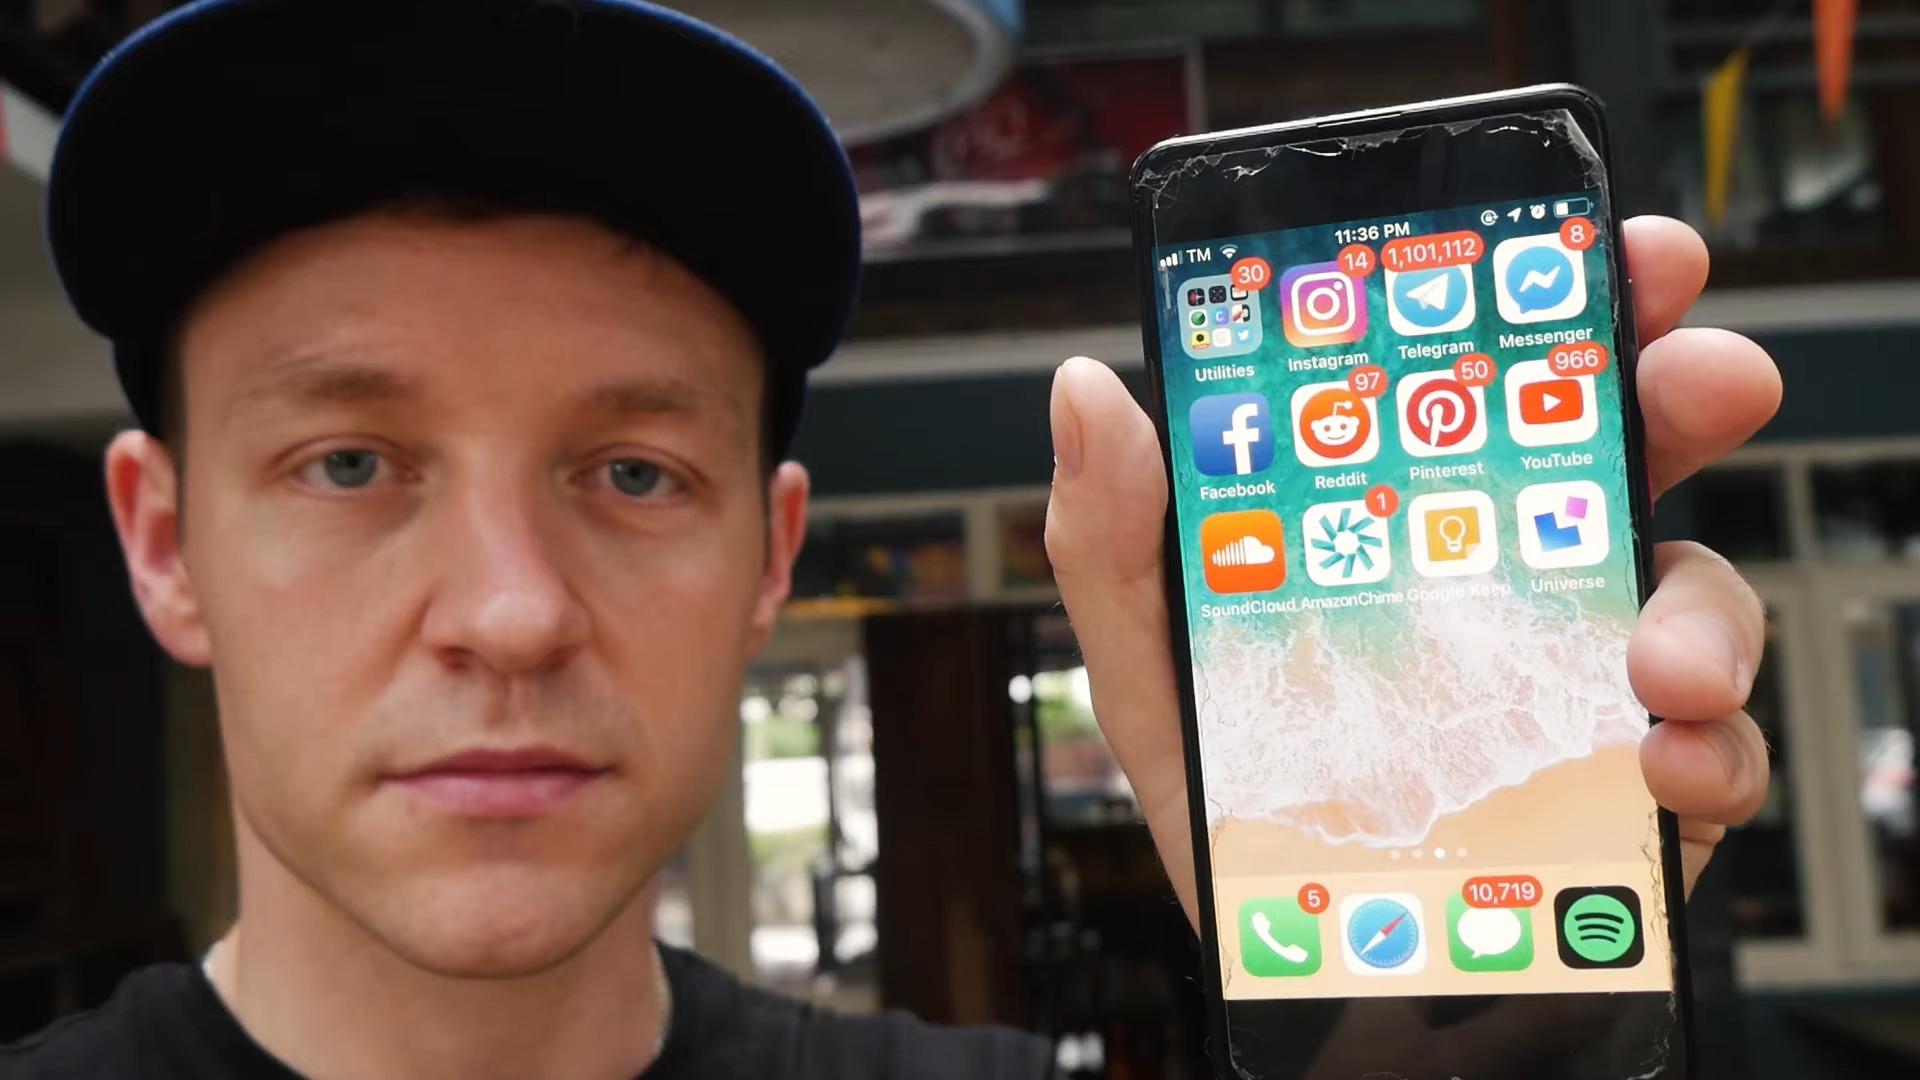 11:36 PM
TM
30
14
1,101,112
8
Utilities
Instagram
Telegram
Messenger
97
50
966
Facebook
Reddit
Pinterest
YouTube
1
SoundCloud
AmazonChime
Google Keep
Universe
5
10,719